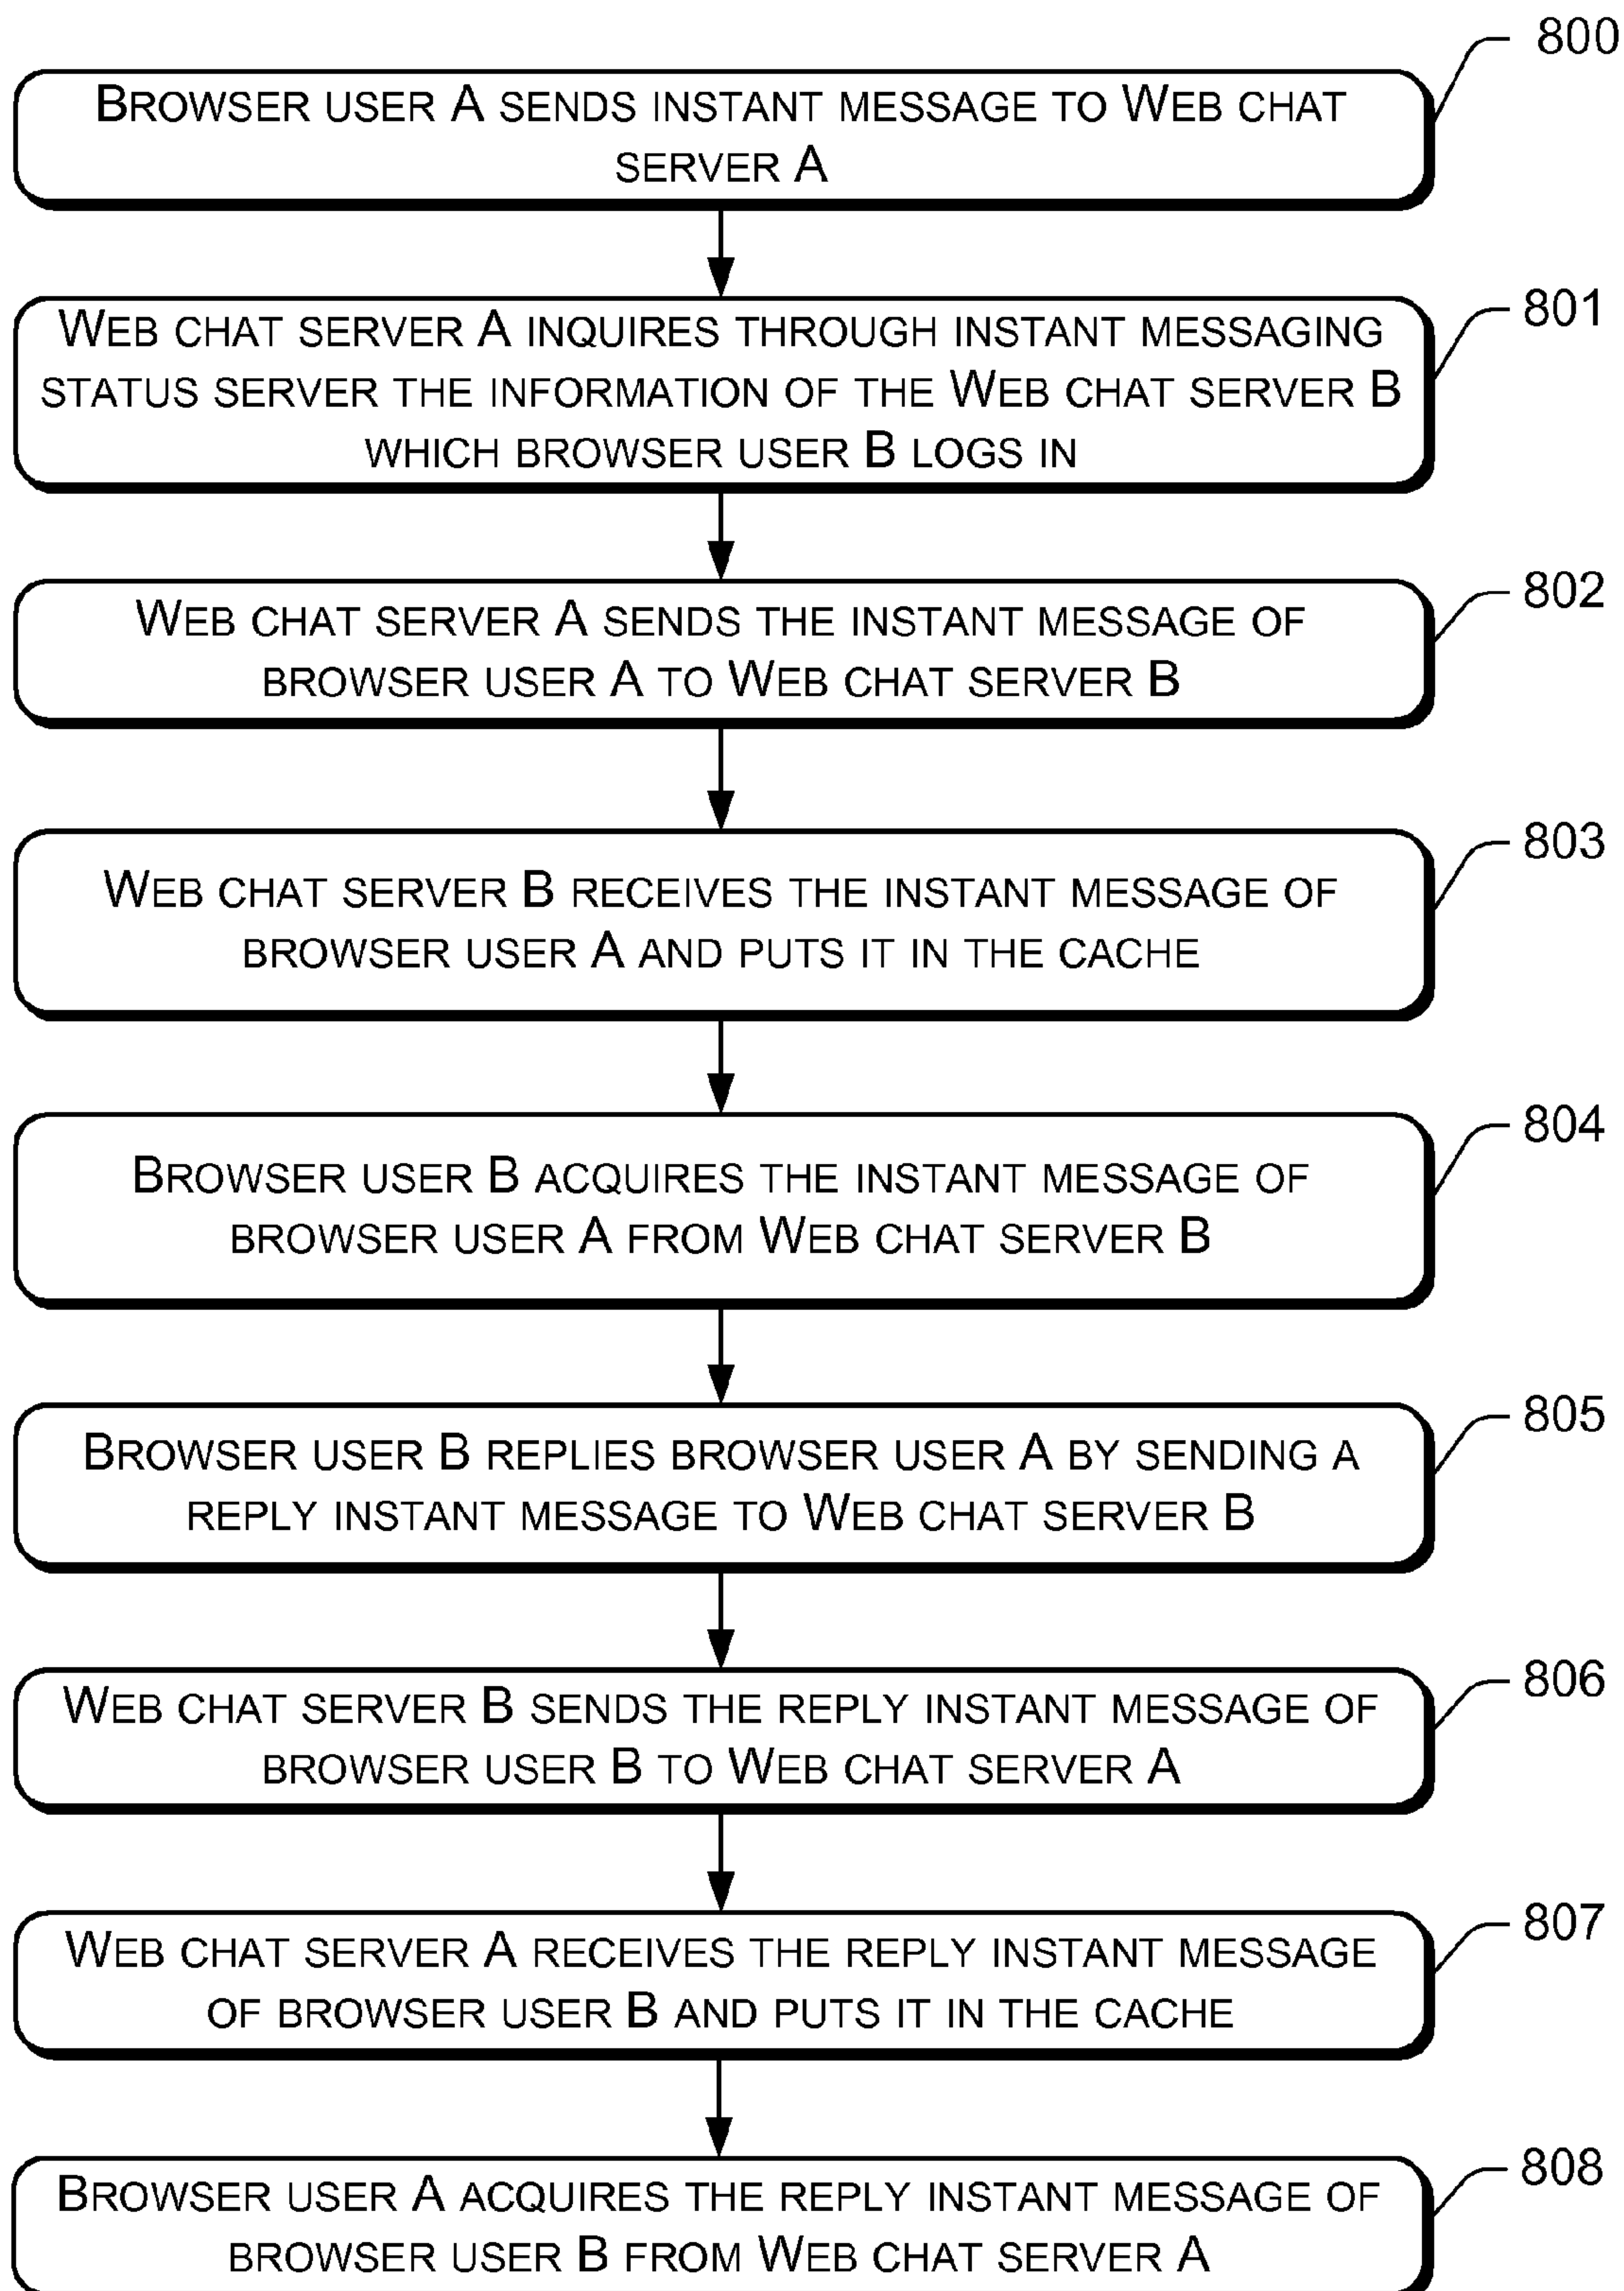 800
BROWSER USER A SENDS INSTANT MESSAGE TO WEB CHAT
SERVER A
801
WEB CHAT SERVER A INQUIRES THROUGH INSTANT MESSAGING
STATUS SERVER THE INFORMATION OF THE WEB CHAT SERVER B
WHICH BROWSER USER B LOGS IN
802
WEB CHAT SERVER A SENDS THE INSTANT MESSAGE OF
BROWSER USER A TO WEB CHAT SERVER B
803
WEB CHAT SERVER B RECEIVES THE INSTANT MESSAGE OF
BROWSER USER A AND PUTS IT IN THE CACHE
804
BROWSER USER B ACQUIRES THE INSTANT MESSAGE OF
BROWSER USER A FROM WEB CHAT SERVER B
805
BROWSER USER B REPLIES BROWSER USER A BY SENDING A
REPLY INSTANT MESSAGE TO WEB CHAT SERVER B
806
WEB CHAT SERVER B SENDS THE REPLY INSTANT MESSAGE OF
BROWSER USER B TO WEB CHAT SERVER A
807
WEB CHAT SERVER A RECEIVES THE REPLY INSTANT MESSAGE
OF BROWSER USER B AND PUTS IT IN THE CACHE
808
BROWSER USER A ACQUIRES THE REPLY INSTANT MESSAGE OF
BROWSER USER B FROM WEB CHAT SERVER A